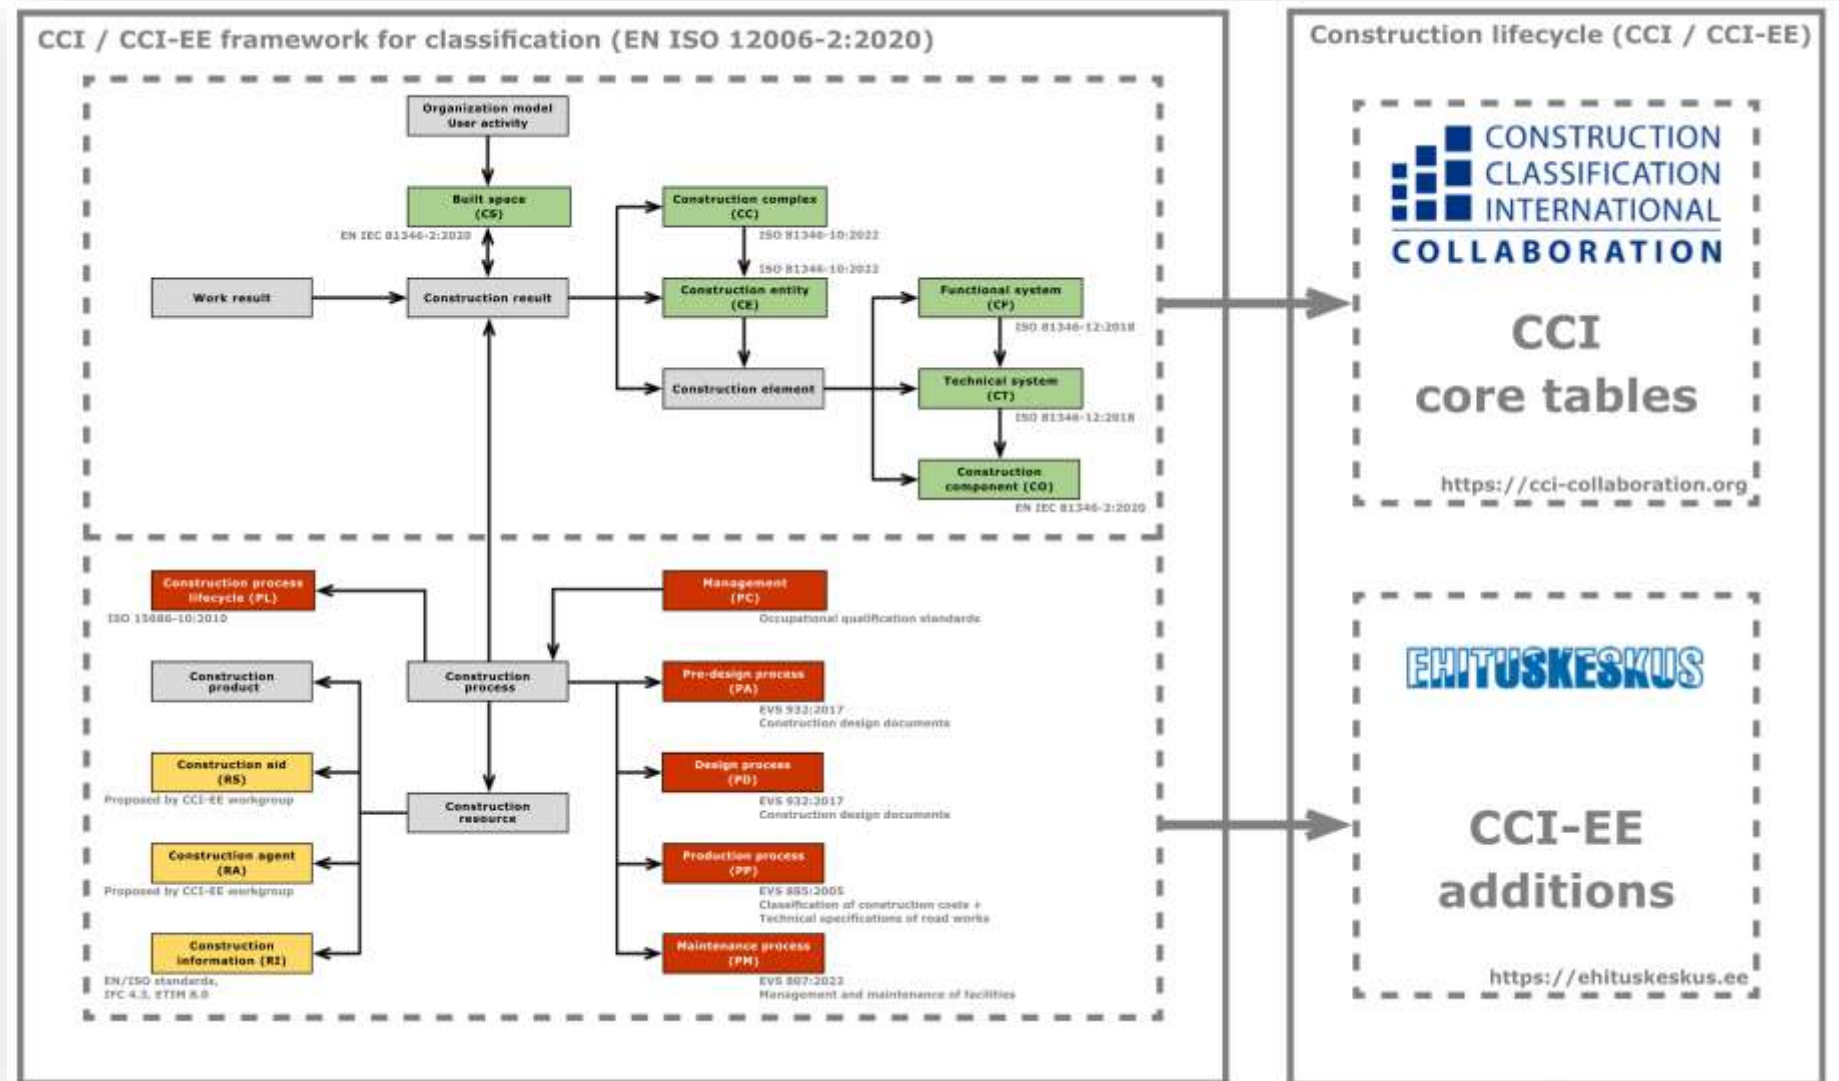 CCI / CCI-EE framework for classification (EN ISO 12006-2:2020)
Organization model
User activity
Built space
(CS)
EN IEC 81346-2:2020
Construction complex
(CC)
ISO 81346-10:2022
ISO 81346-10:2022
Work result
Construction result
Construction entity
(CE)
Functional system
(CF)
ISO 81346-12:2018
Construction element
Technical system
(CT)
ISO 81346-12:2018
Construction
component (CO)
EN IEC 81346-2:2020
Construction process
lifecycle (PL)
ISO 15686-10:2010
Management
(PC)
Occupational qualification standards
Construction
product
Construction
process
Pre-design process
(PA)
EVS 932:2017
Construction design documents
Construction aid
(RS)
Proposed by CCI-EE workgroup
Design process
(PD)
EVS 932:2017
Construction design documents
Construction
resource
Construction agent
(RA)
Proposed by CCI-EE workgroup
Production process
(PP)
EVS 885:2005
Classification of construction costs +
Technical specifications of road works
Construction
information (RI)
EN/ISO standards,
IFC 4.3, ETIM 8.0
Maintenance process
(PM)
EVS 807:2022
Management and maintenance of facilities
Construction lifecycle (CCI / CCI-EE)
CONSTRUCTION
CLASSIFICATION
INTERNATIONAL
COLLABORATION
CCI
core tables
https://cci-collaboration.org
EHITUSKESKUS
CCI-EE
additions
https://ehituskeskus.ee